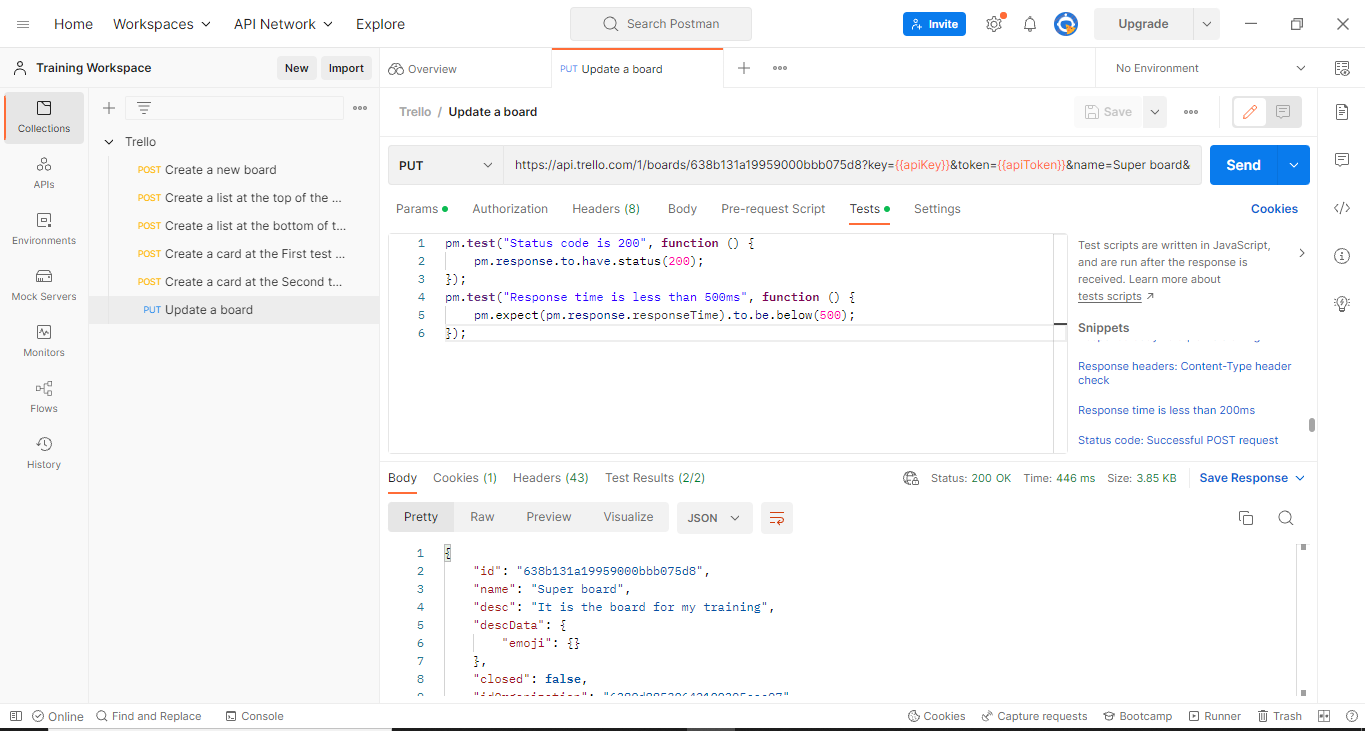 Home Workspaces API Network Explore Search Postman Invite Upgrade
Training Workspace New Import Overview PUT Update a board No Environment
Collections
APIs
Environments
Mock Servers
Monitors
Flows
History
Trello
POST Create a new board
POST Create a list at the top of the ...
POST Create a list at the bottom of t...
POST Create a card at the First test ...
POST Create a card at the Second t...
PUT Update a board
Trello / Update a board Save
PUT https://api.trello.com/1/boards/638b131a19959000bbb075d8?key={{apiKey}}&token={{apiToken}}&name=Super board& Send
Params Authorization Headers (8) Body Pre-request Script Tests Settings Cookies
1 pm.test("Status code is 200", function () {
2 pm.response.to.have.status(200);
3 });
4 pm.test("Response time is less than 500ms", function () {
5 pm.expect(pm.response.responseTime).to.be.below(500);
6 });
Test scripts are written in JavaScript,
and are run after the response is
received. Learn more about
tests scripts ↗
Snippets
Response headers: Content-Type header
check
Response time is less than 200ms
Status code: Successful POST request
Body Cookies (1) Headers (43) Test Results (2/2) Status: 200 OK Time: 446 ms Size: 3.85 KB Save Response
Pretty Raw Preview Visualize JSON
1 {
2 "id": "638b131a19959000bbb075d8",
3 "name": "Super board",
4 "desc": "It is the board for my training",
5 "descData": {
6 "emoji": {}
7 },
8 "closed": false,
Online Find and Replace Console Cookies Capture requests Bootcamp Runner Trash